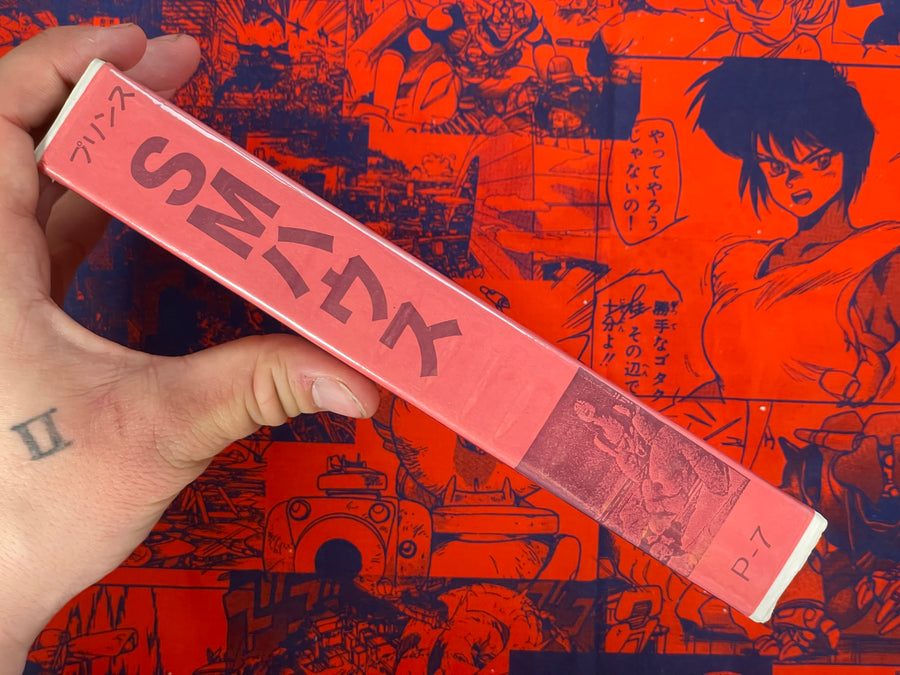 プリンス
SMハウス
P-7
やってやろう
じゃないの！
勝手なゴタク
その辺で
十分よ!!
II